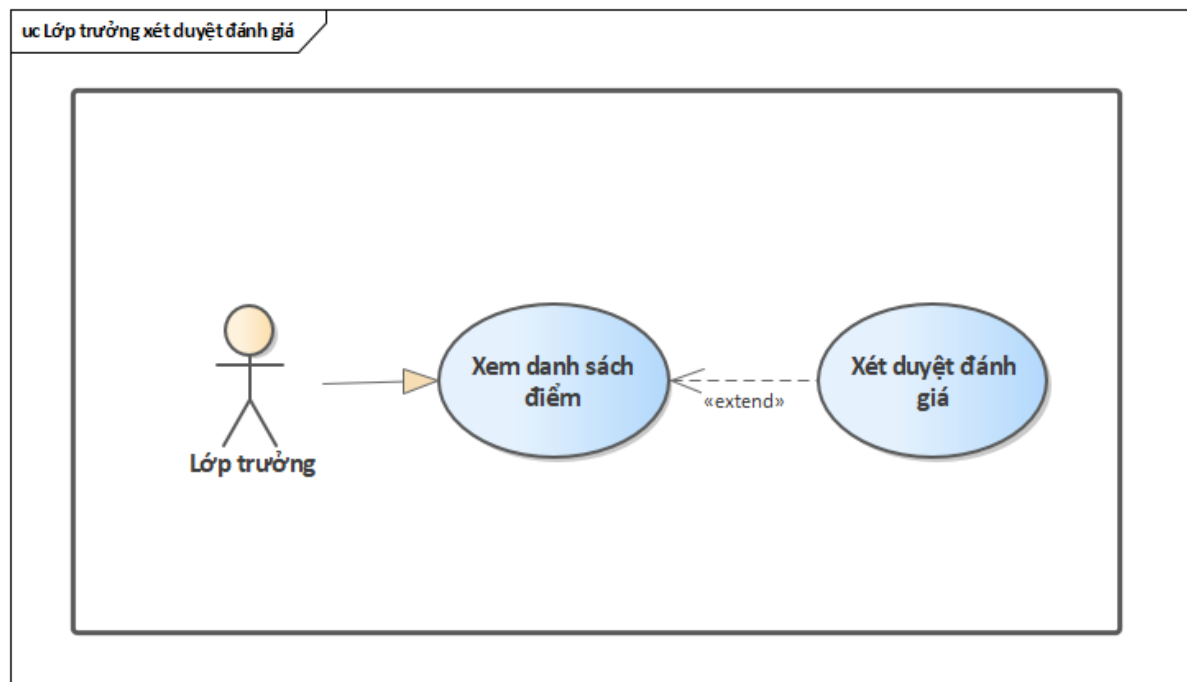 uc Lớp trưởng xét duyệt đánh giá
Xem danh sách
điểm
«extend»
Xét duyệt đánh
giá
Lớp trưởng